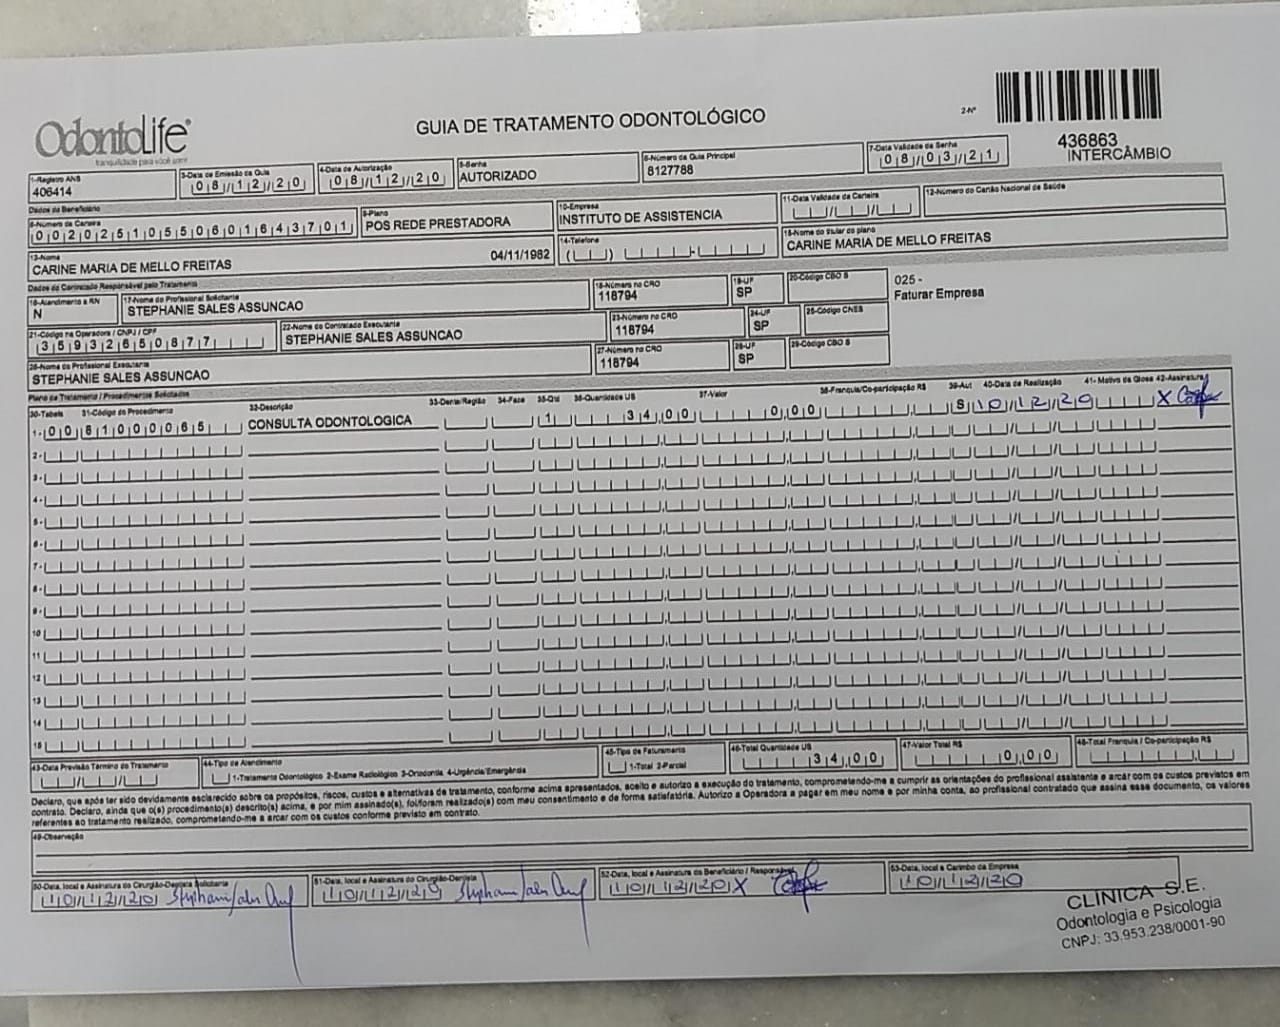 OdontoLife®
tranquilidade para você sorrir
GUIA DE TRATAMENTO ODONTOLÓGICO
2-Nº
436863
INTERCÂMBIO
1-Registro ANS
406414
3-Data de Emissão da Guia
08/12/20
4-Data de Autorização
08/12/20
5-Senha
AUTORIZADO
6-Número da Guia Principal
8127788
7-Data Validade da Senha
08/03/21
Dados do Beneficiário
8-Número da Carteira
00202510550601643701
9-Plano
POS REDE PRESTADORA
10-Empresa
INSTITUTO DE ASSISTENCIA
11-Data Validade da Carteira
12-Número do Cartão Nacional de Saúde
13-Nome
CARINE MARIA DE MELLO FREITAS 04/11/1982
14-Telefone
15-Nome do titular do plano
CARINE MARIA DE MELLO FREITAS
Dados do Contratado Responsável pelo Tratamento
16-Atendimento a RN
N
17-Nome do Profissional Solicitante
STEPHANIE SALES ASSUNCAO
18-Número no CRO
118794
19-UF
SP
20-Código CBO S
025 -
Faturar Empresa
21-Código na Operadora / CNPJ / CPF
35932650877
22-Nome do Contratado Executante
STEPHANIE SALES ASSUNCAO
23-Número no CRO
118794
24-UF
SP
25-Código CNES
26-Nome do Profissional Executante
STEPHANIE SALES ASSUNCAO
27-Número no CRO
118794
28-UF
SP
29-Código CBO S
Plano de Tratamento / Procedimentos Solicitados
30-Tabela 31-Código do Procedimento 32-Descrição 33-Dente/Região 34-Face 35-Qtd 36-Quantidade US 37-Valor 38-Franquia/Co-participação R$ 39-Aut 40-Data de Realização 41- Motivo da Glosa 42-Assinatura
1- 00 81000065 CONSULTA ODONTOLOGICA 1 34,00 0,00 S 10/12/20 X
2-
3-
4-
5-
6-
7-
8-
9-
10
11
12
13
14
15
43-Data Previsão Término do Tratamento
44-Tipo de Atendimento
1-Tratamento Odontológico 2-Exame Radiológico 3-Ortodontia 4-Urgência/Emergência
45-Tipo de Faturamento
1-Total 2-Parcial
46-Total Quantidade US
34,00
47-Valor Total R$
0,00
48-Total Franquia / Co-participação R$
Declaro, que após ter sido devidamente esclarecido sobre os propósitos, riscos, custos e alternativas de tratamento, conforme acima apresentados, aceito e autorizo a execução do tratamento, comprometendo-me a cumprir as orientações do profissional assistente e arcar com os custos previstos em
contrato. Declaro, ainda que o(s) procedimento(s) descrito(s) acima, e por mim assinado(s), foi/foram realizado(s) com meu consentimento e de forma satisfatória. Autorizo a Operadora a pagar em meu nome e por minha conta, ao profissional contratado que assina esse documento, os valores
referentes ao tratamento realizado, comprometendo-me a arcar com os custos conforme previsto em contrato.
49-Observação
50-Data, local e Assinatura do Cirurgião-Dentista Solicitante
10/12/20
51-Data, local e Assinatura do Cirurgião-Dentista
10/12/20
52-Data, local e Assinatura do Beneficiário / Responsável
10/12/20 X
53-Data, local e Carimbo da Empresa
10/12/20
CLINICA S.E.
Odontologia e Psicologia
CNPJ: 33.953.238/0001-90